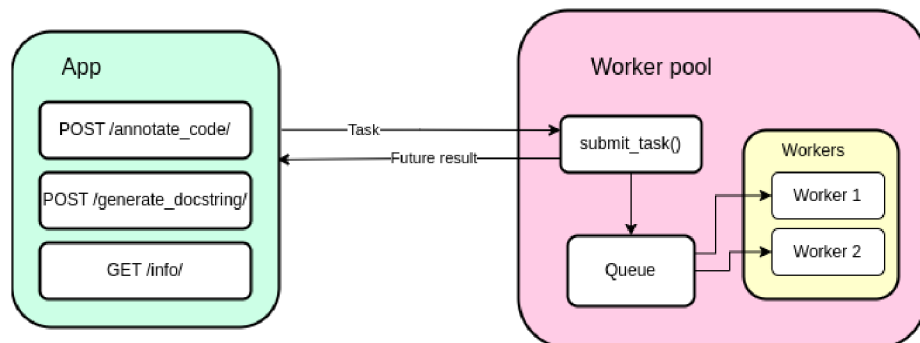 App
POST /annotate_code/
POST /generate_docstring/
GET /info/
Task
Future result
Worker pool
submit_task()
Queue
Workers
Worker 1
Worker 2